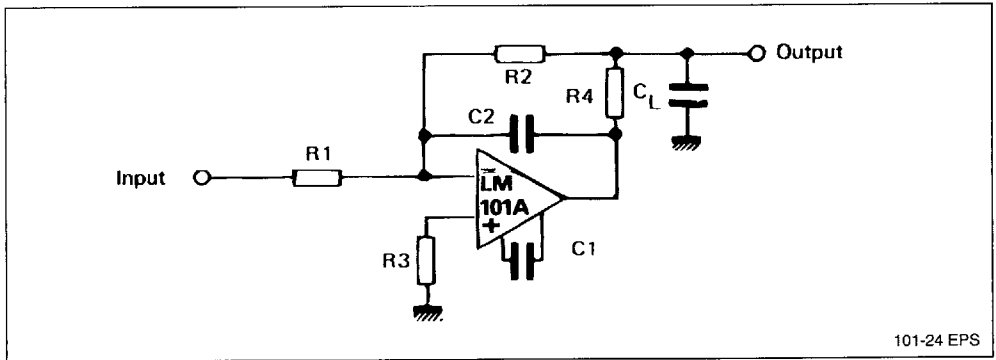 Output
R2
R4
C L
C2
R1
Input
LM
101A
R3
C1
101-24 EPS